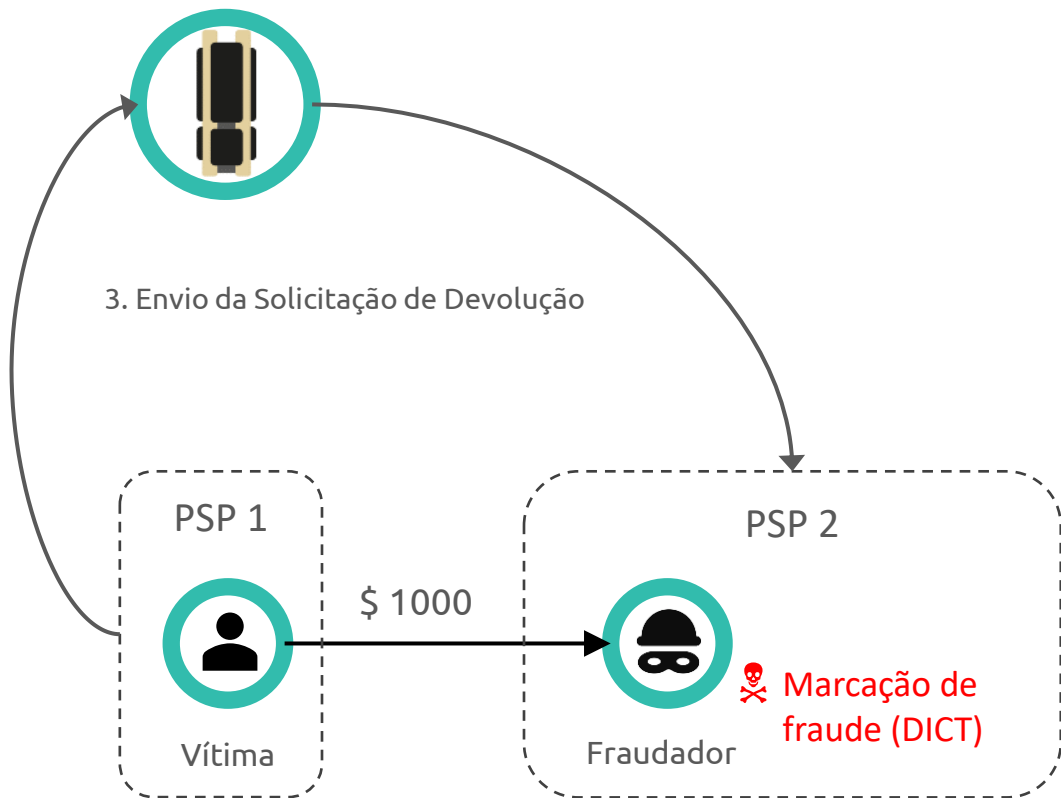 3. Envio da Solicitação de Devolução
PSP 1
PSP 2
$ 1000
Marcação de
fraude (DICT)
Vítima
Fraudador